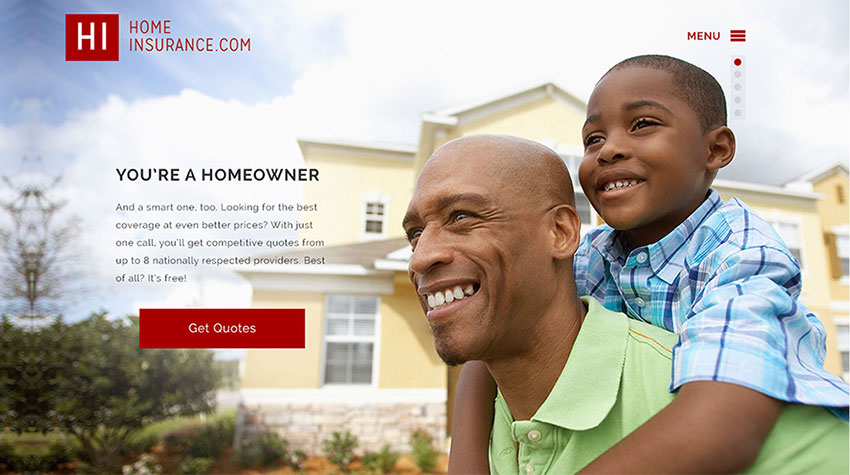 HI
HOME
INSURANCE.COM
MENU
YOU'RE A HOMEOWNER
And a smart one, too. Looking for the best
coverage at even better prices? With just
one call, you'll get competitive quotes from
up to 8 nationally respected providers. Best
of all? It's free!
Get Quotes